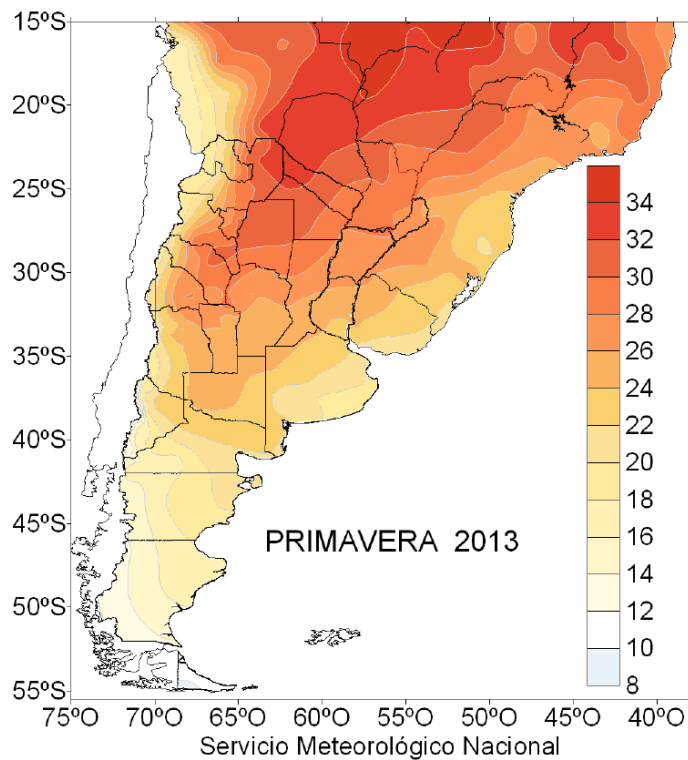 15ºS
20ºS
25ºS
30ºS
35ºS
40ºS
45ºS
50ºS
55ºS
34
32
30
28
26
24
22
20
18
16
14
12
10
8
PRIMAVERA 2013
75ºO 70ºO 65ºO 60ºO 55ºO 50ºO 45ºO 40ºO
Servicio Meteorológico Nacional